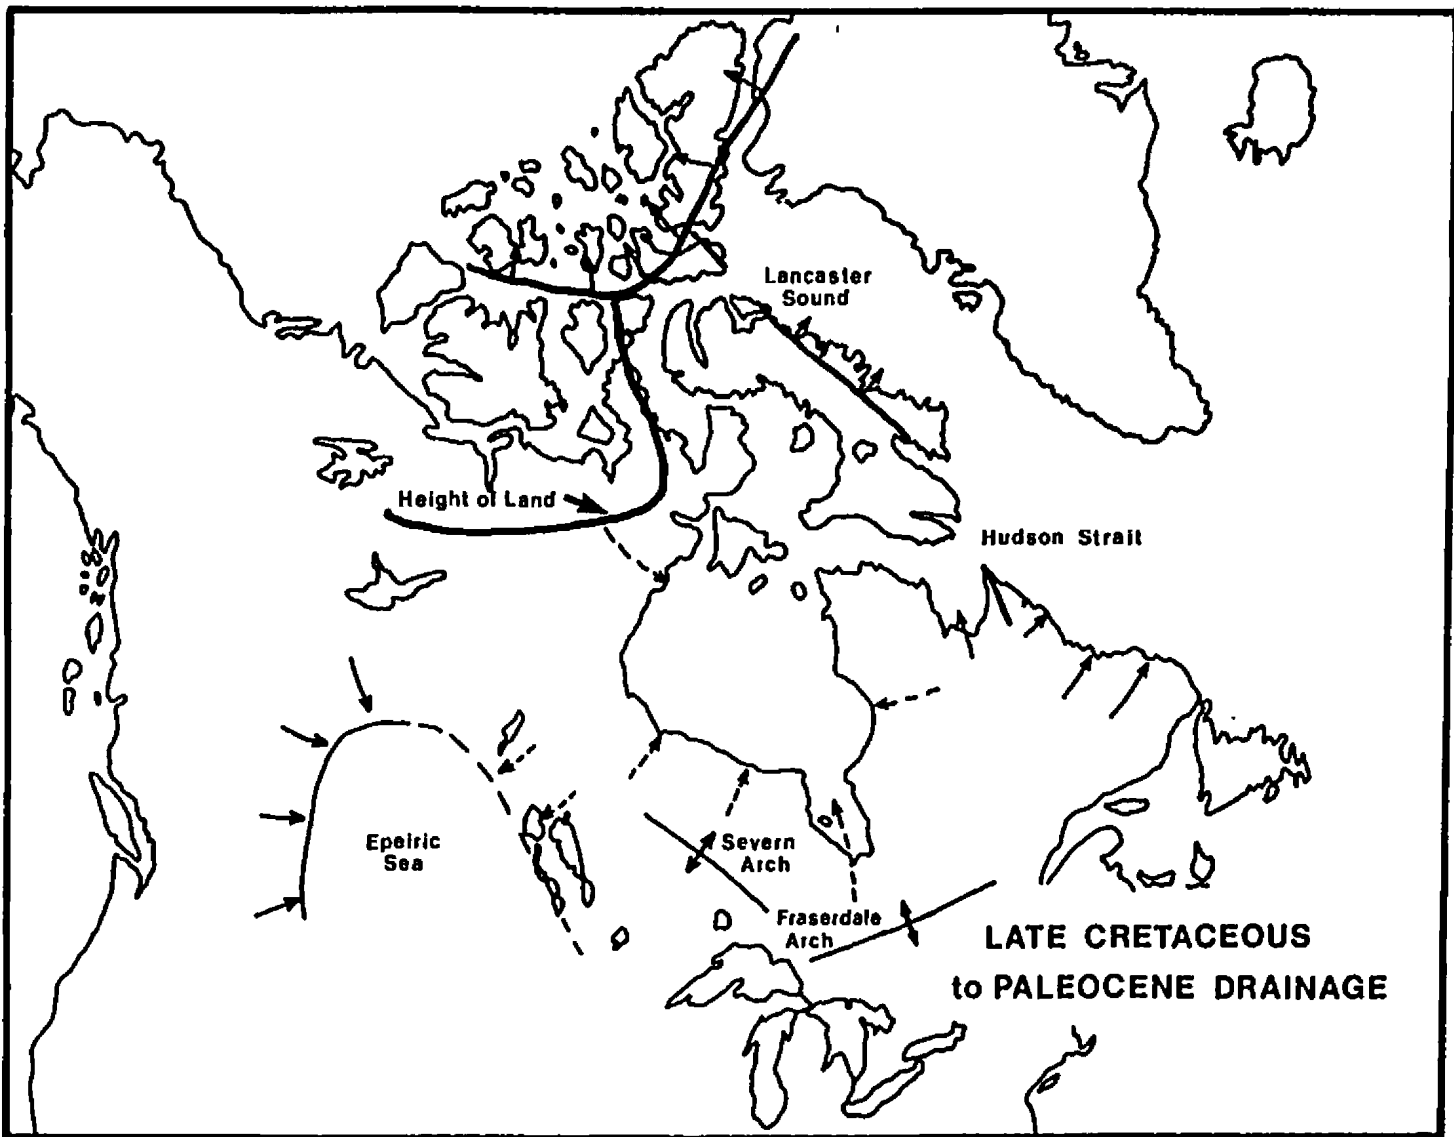 Lancaster
Sound
Height of Land
Hudson Strait
Epeiric
Sea
Severn
Arch
Fraserdale
Arch
LATE CRETACEOUS
to PALEOCENE DRAINAGE